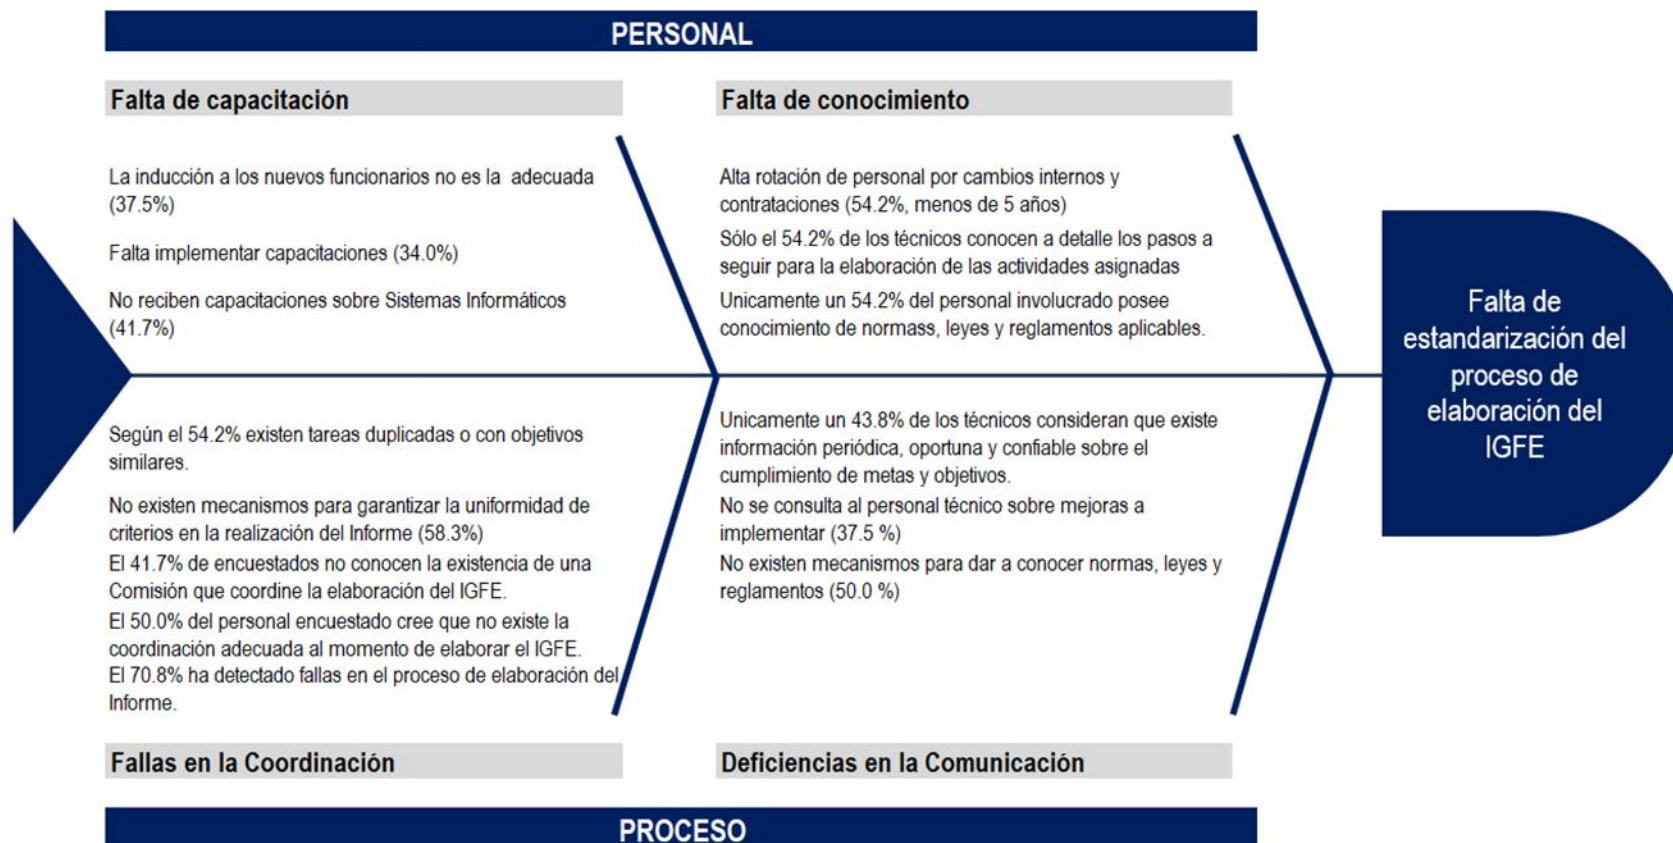 PERSONAL
Falta de capacitación
La inducción a los nuevos funcionarios no es la adecuada
(37.5%)
Falta implementar capacitaciones (34.0%)
No reciben capacitaciones sobre Sistemas Informáticos
(41.7%)
Falta de conocimiento
Alta rotación de personal por cambios internos y
contrataciones (54.2%, menos de 5 años)
Sólo el 54.2% de los técnicos conocen a detalle los pasos a
seguir para la elaboración de las actividades asignadas
Unicamente un 54.2% del personal involucrado posee
conocimiento de normass, leyes y reglamentos aplicables.
Según el 54.2% existen tareas duplicadas o con objetivos
similares.
No existen mecanismos para garantizar la uniformidad de
criterios en la realización del Informe (58.3%)
El 41.7% de encuestados no conocen la existencia de una
Comisión que coordine la elaboración del IGFE.
El 50.0% del personal encuestado cree que no existe la
coordinación adecuada al momento de elaborar el IGFE.
El 70.8% ha detectado fallas en el proceso de elaboración del
Informe.
Fallas en la Coordinación
Unicamente un 43.8% de los técnicos consideran que existe
información periódica, oportuna y confiable sobre el
cumplimiento de metas y objetivos.
No se consulta al personal técnico sobre mejoras a
implementar (37.5 %)
No existen mecanismos para dar a conocer normas, leyes y
reglamentos (50.0 %)
Deficiencias en la Comunicación
PROCESO
Falta de
estandarización del
proceso de
elaboración del
IGFE